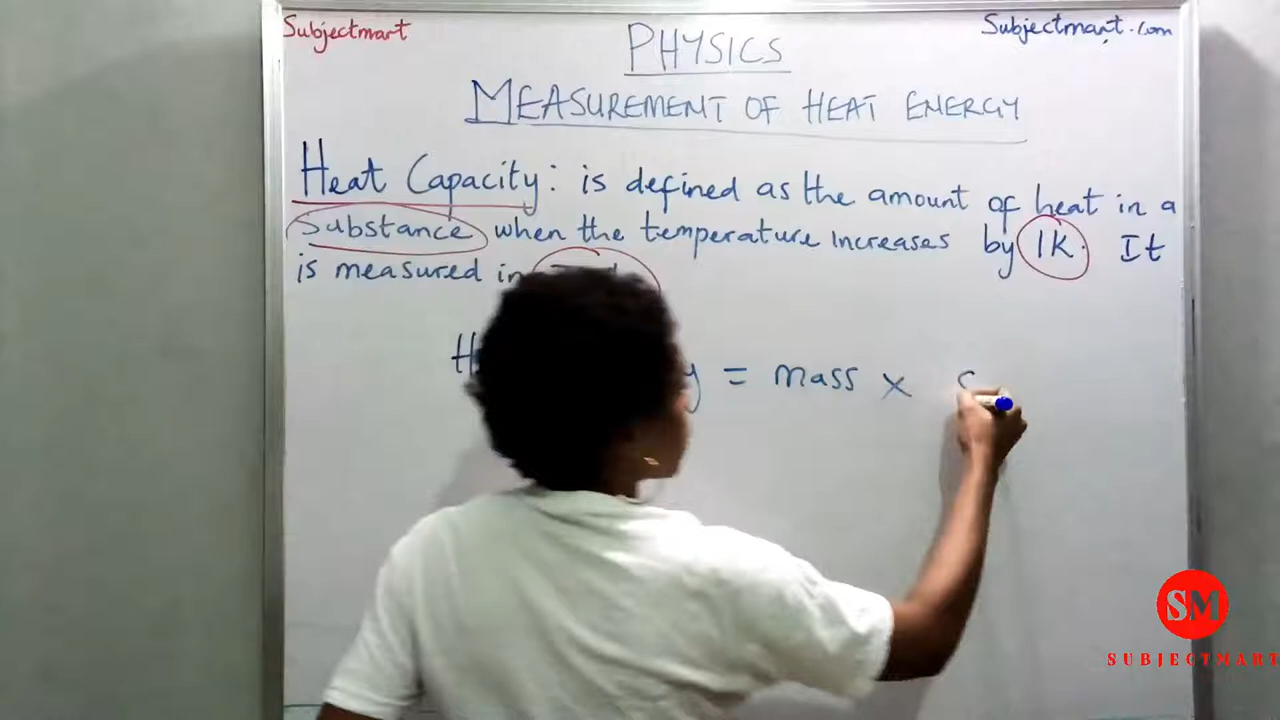 Subjectmart
Subjectmart.com
PHYSICS
MEASUREMENT OF HEAT ENERGY
Heat Capacity: is defined as the amount of heat in a
Substance when the temperature increases by 1K. It
is measured in
= mass ×
SM
SUBJECTMART